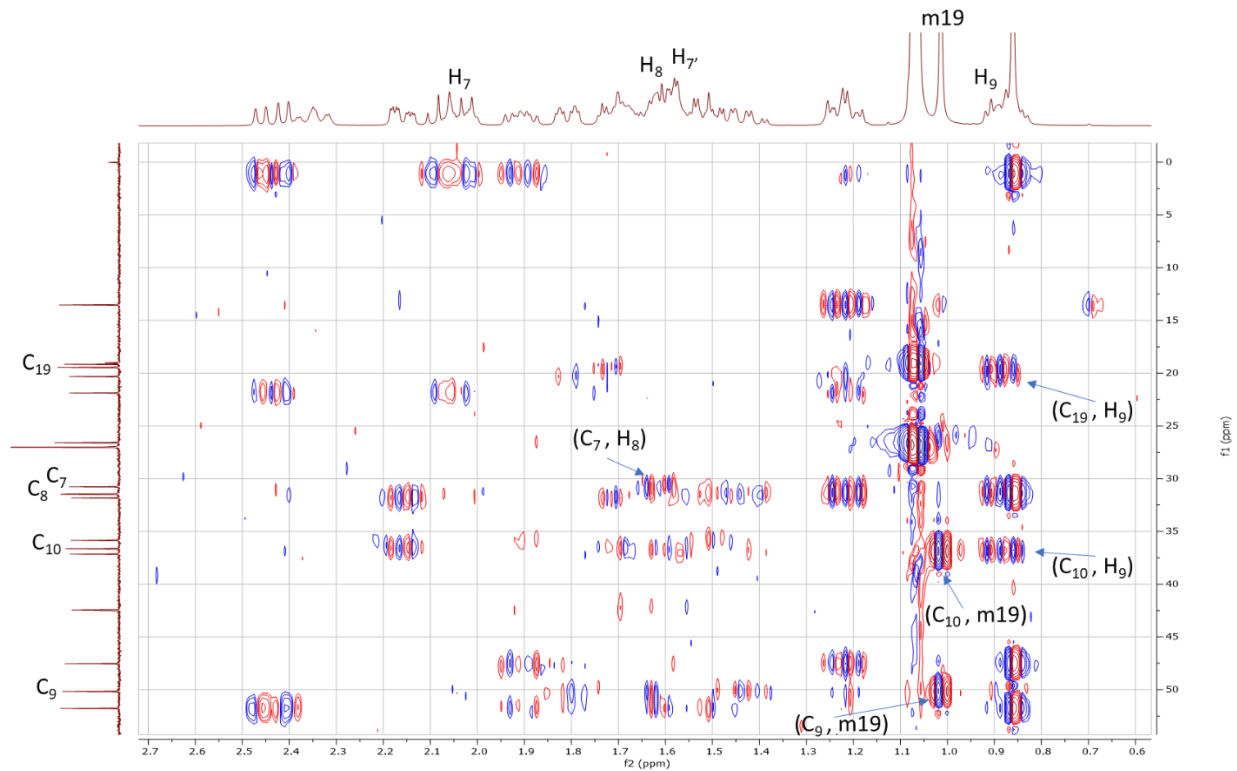 m19
H₇
H₈
H₇'
H₉
C₁₉
(C₁₉, H₉)
(C₇, H₈)
C₇
C₈
C₁₀
(C₁₀, H₉)
(C₁₀, m19)
C₉
(C₉, m19)
0
5
10
15
20
25
30
35
40
45
50
f1 (ppm)
2.7 2.6 2.5 2.4 2.3 2.2 2.1 2.0 1.9 1.8 1.7 1.6 1.5 1.4 1.3 1.2 1.1 1.0 0.9 0.8 0.7 0.6
f2 (ppm)